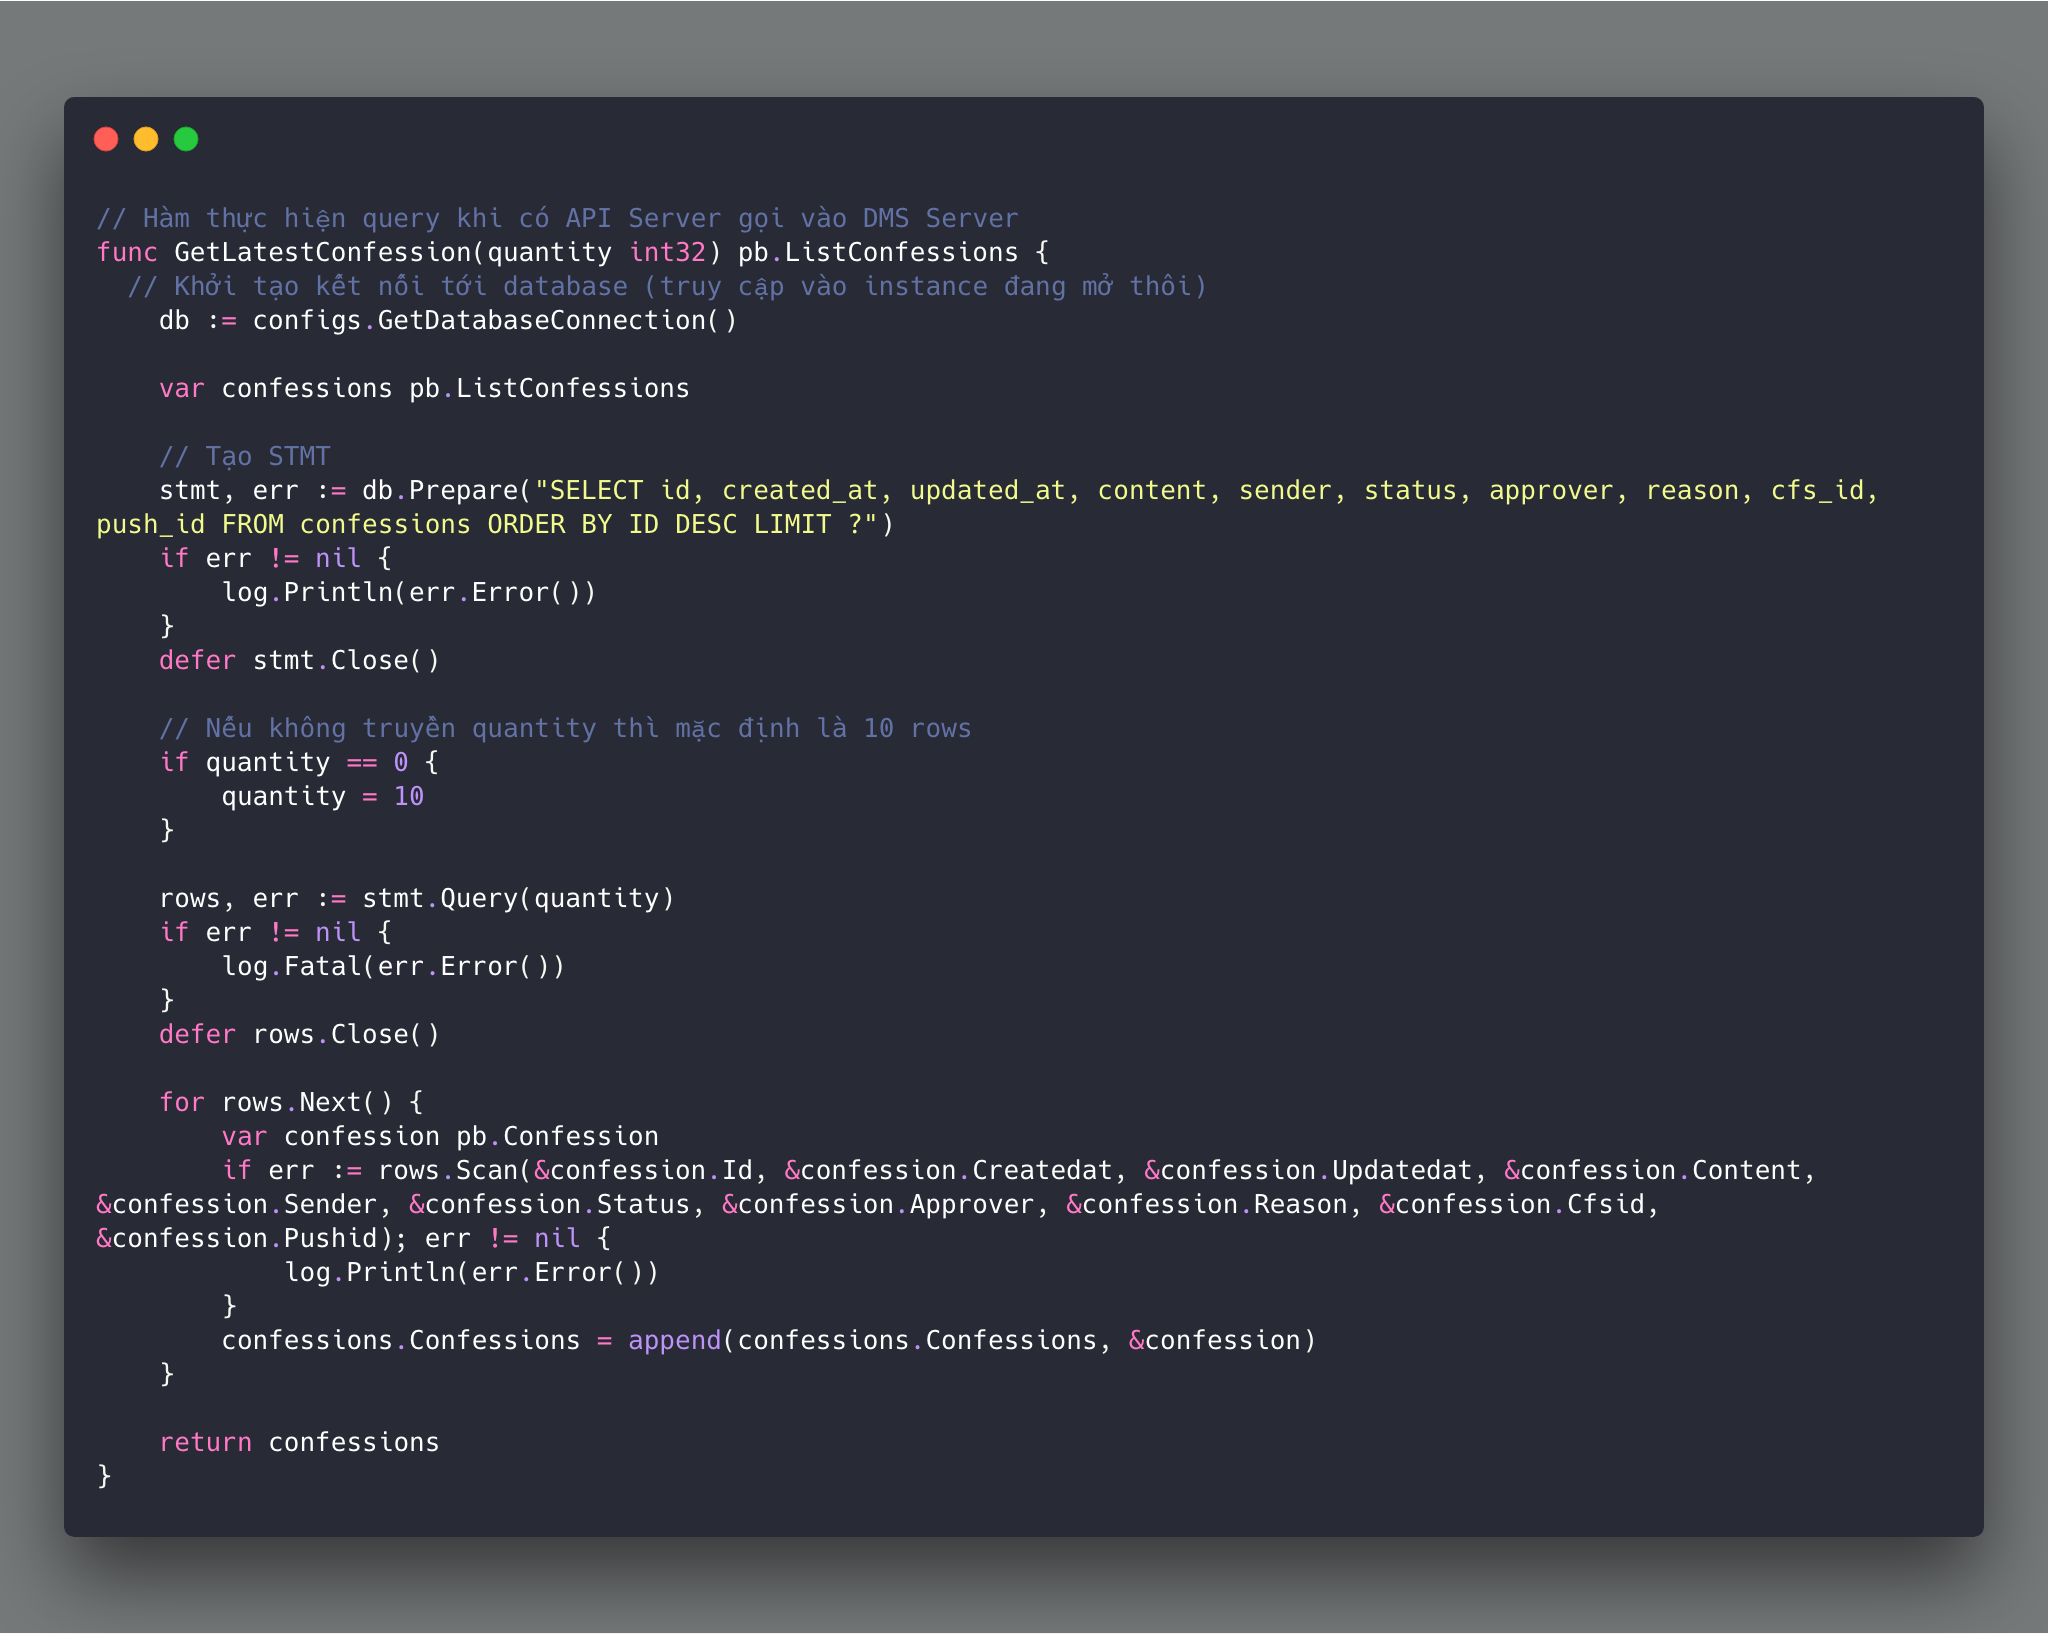 // Hàm thực hiện query khi có API Server gọi vào DMS Server
func GetLatestConfession(quantity int32) pb.ListConfessions {
  // Khởi tạo kết nối tới database (truy cập vào instance đang mở thôi)
    db := configs.GetDatabaseConnection()

    var confessions pb.ListConfessions

    // Tạo STMT
    stmt, err := db.Prepare("SELECT id, created_at, updated_at, content, sender, status, approver, reason, cfs_id,
push_id FROM confessions ORDER BY ID DESC LIMIT ?")
    if err != nil {
        log.Println(err.Error())
    }
    defer stmt.Close()

    // Nếu không truyền quantity thì mặc định là 10 rows
    if quantity == 0 {
        quantity = 10
    }

    rows, err := stmt.Query(quantity)
    if err != nil {
        log.Fatal(err.Error())
    }
    defer rows.Close()

    for rows.Next() {
        var confession pb.Confession
        if err := rows.Scan(&confession.Id, &confession.Createdat, &confession.Updatedat, &confession.Content,
&confession.Sender, &confession.Status, &confession.Approver, &confession.Reason, &confession.Cfsid,
&confession.Pushid); err != nil {
            log.Println(err.Error())
        }
        confessions.Confessions = append(confessions.Confessions, &confession)
    }

    return confessions
}